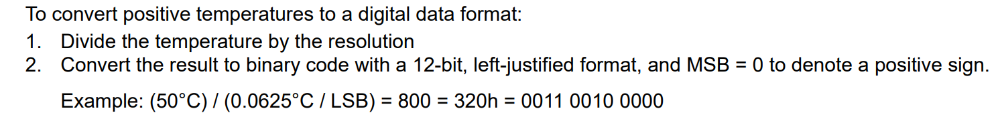 To convert positive temperatures to a digital data format:
1. Divide the temperature by the resolution
2. Convert the result to binary code with a 12-bit, left-justified format, and MSB = 0 to denote a positive sign.
Example: (50°C) / (0.0625°C / LSB) = 800 = 320h = 0011 0010 0000